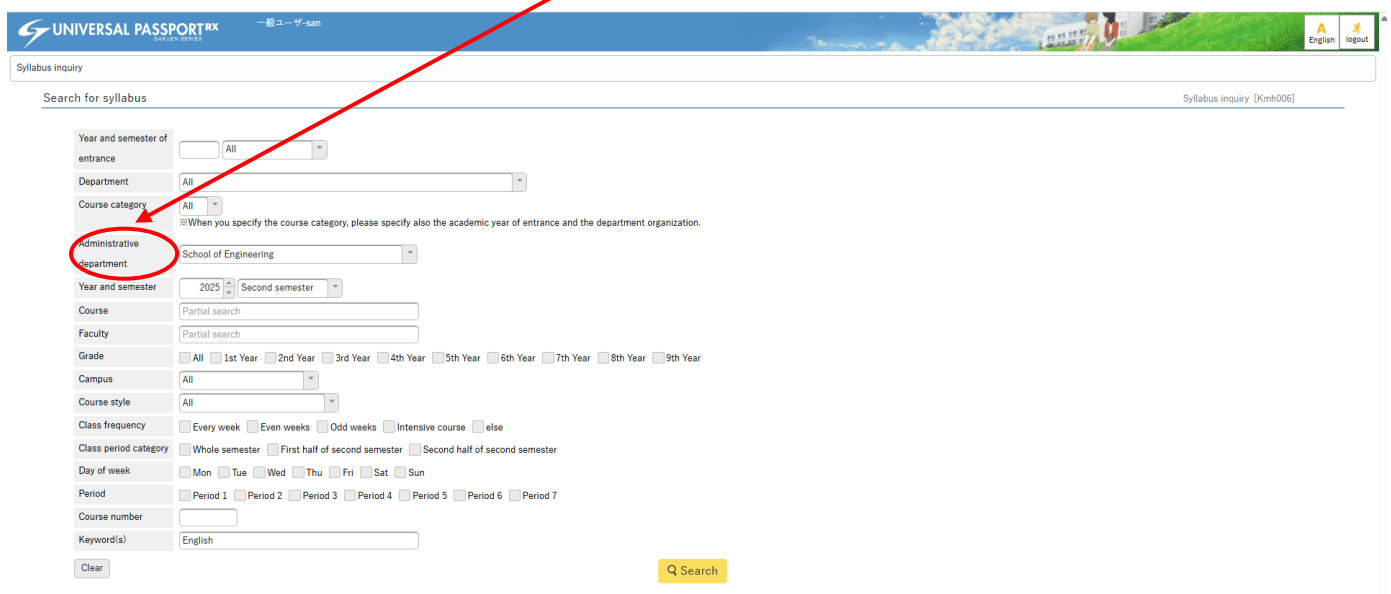 UNIVERSAL PASSPORT RX
GAKUEN SERIES
一般ユーザ-san
A
English
logout
Syllabus inquiry
Search for syllabus
Syllabus inquiry [Kmh006]
Year and semester of
entrance
All
Department
All
Course category
All
※When you specify the course category, please specify also the academic year of entrance and the department organization.
Administrative
department
School of Engineering
Year and semester
2025 Second semester
Course
Partial search
Faculty
Partial search
Grade
All 1st Year 2nd Year 3rd Year 4th Year 5th Year 6th Year 7th Year 8th Year 9th Year
Campus
All
Course style
All
Class frequency
Every week Even weeks Odd weeks Intensive course else
Class period category
Whole semester First half of second semester Second half of second semester
Day of week
Mon Tue Wed Thu Fri Sat Sun
Period
Period 1 Period 2 Period 3 Period 4 Period 5 Period 6 Period 7
Course number
Keyword(s)
English
Clear
Search